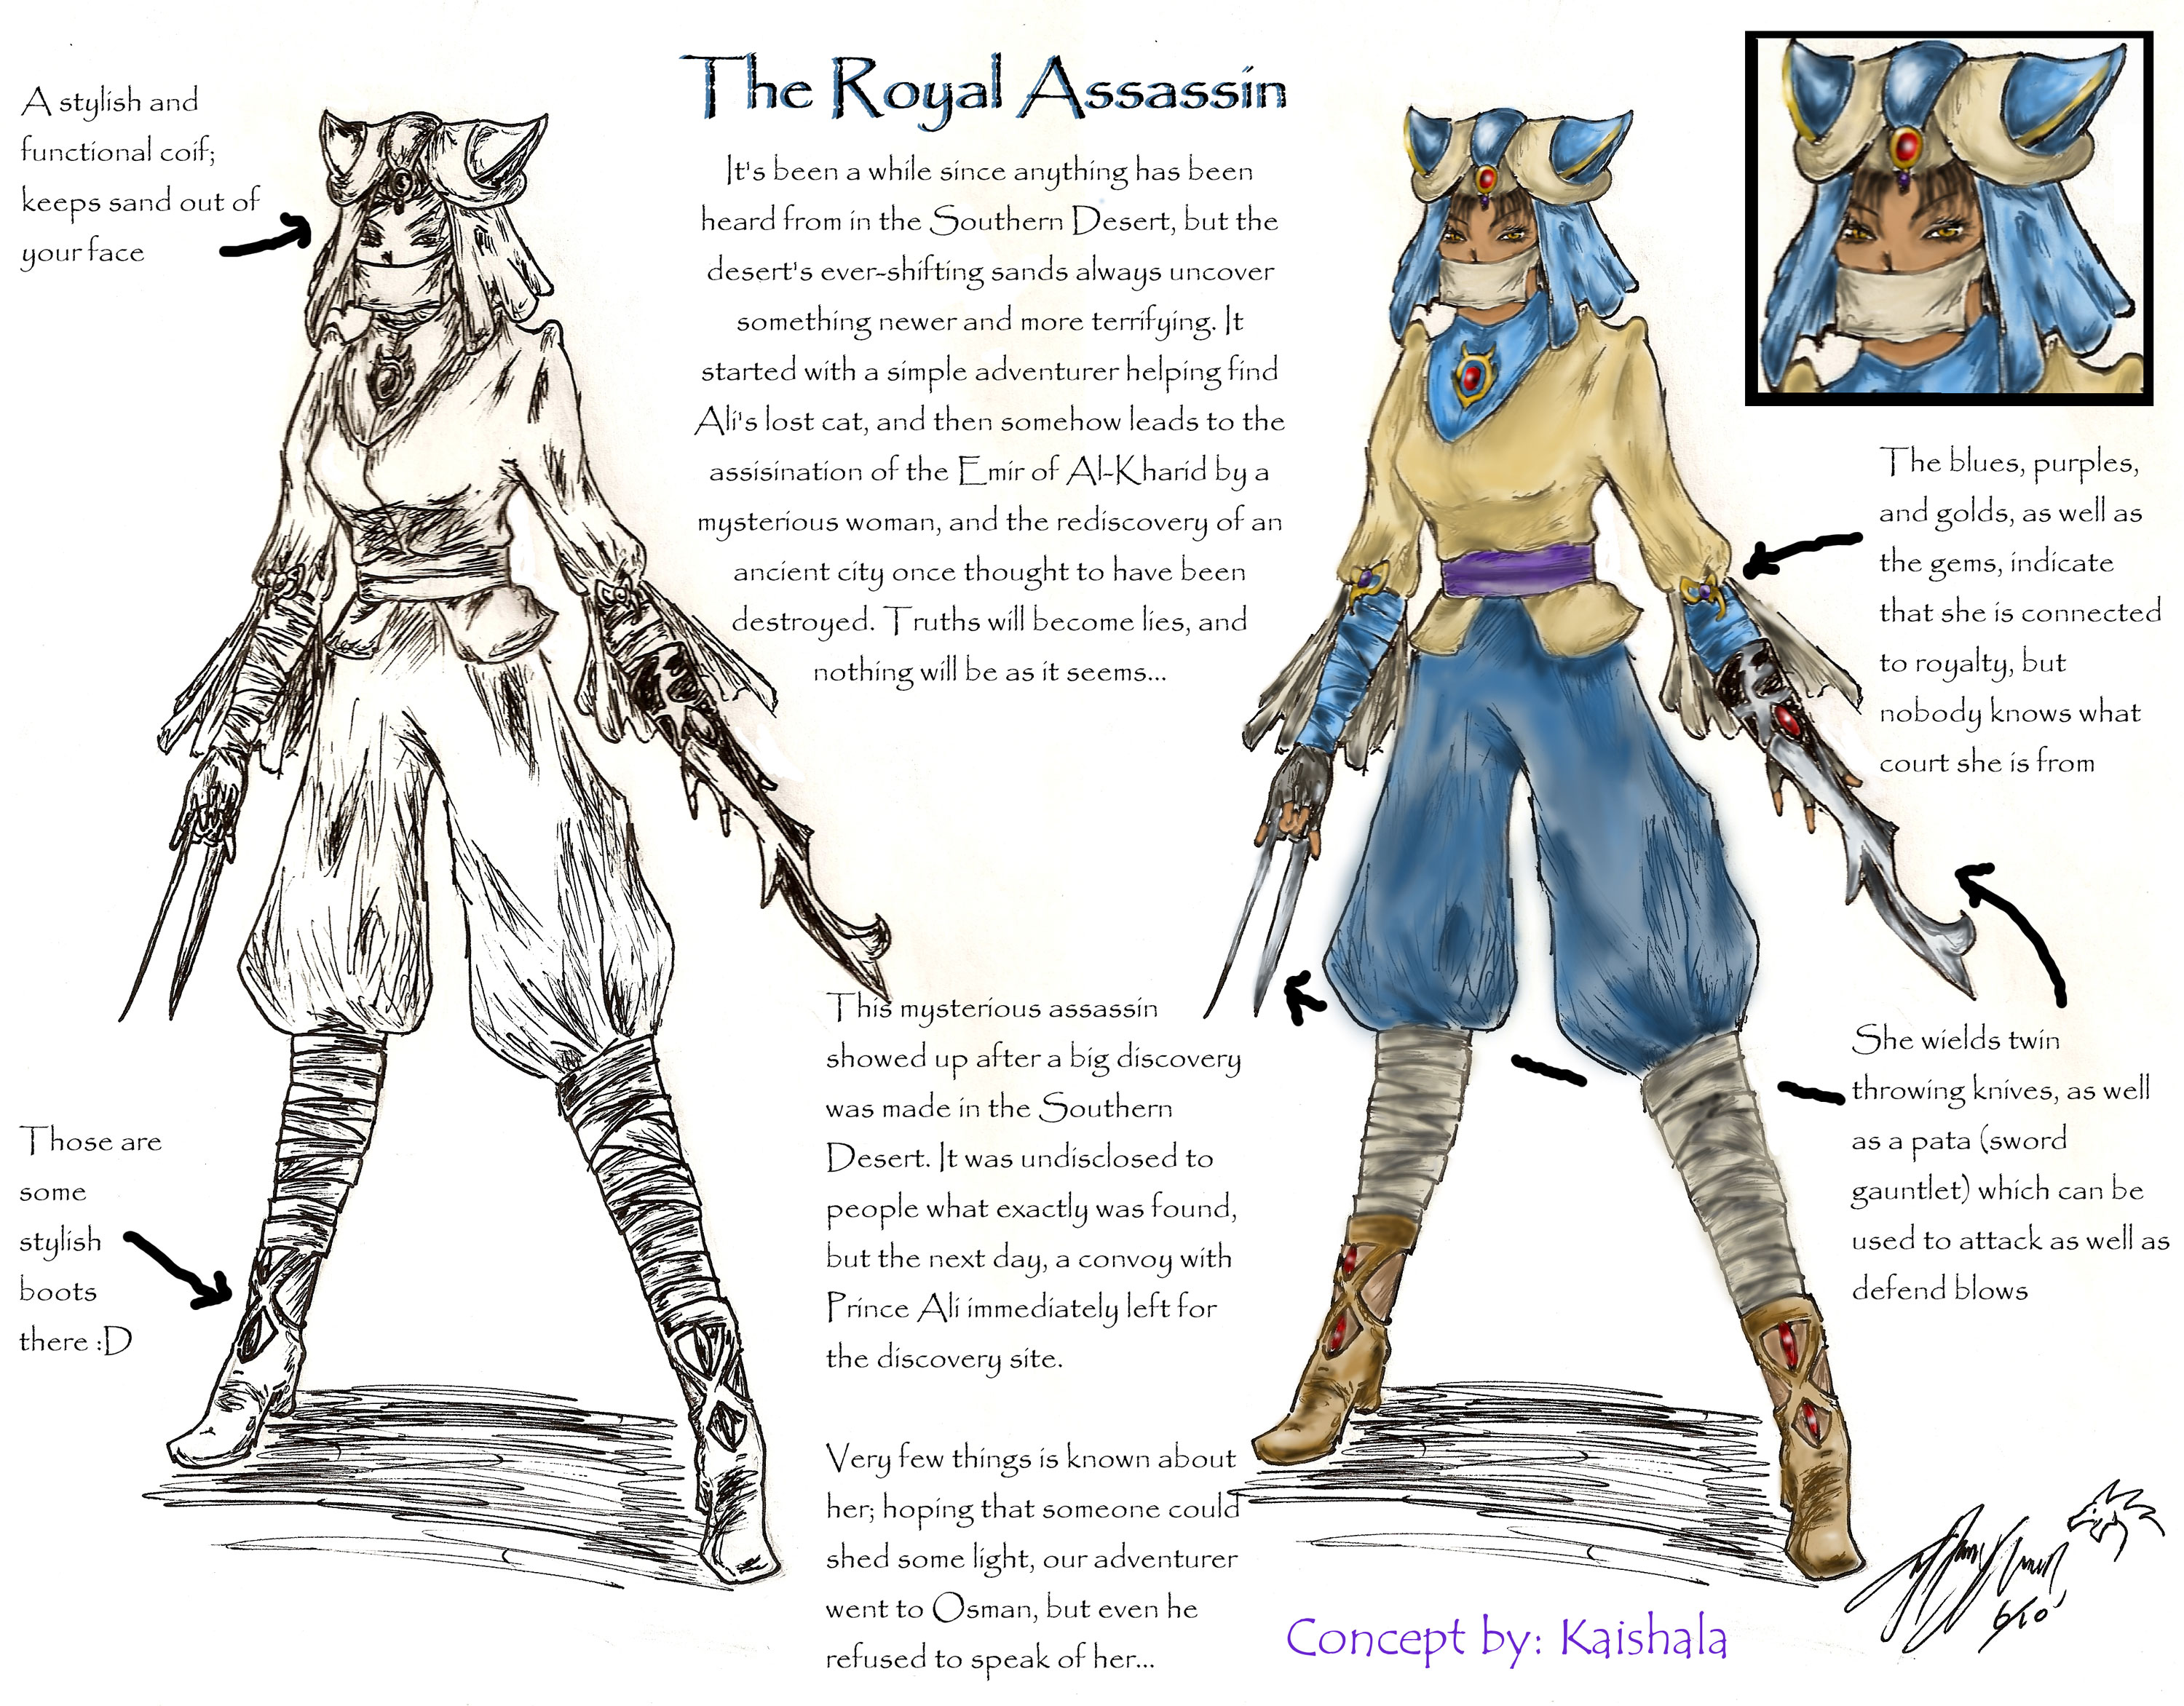 The Royal Assassin
A stylish and
functional coif;
keeps sand out of
your face
It's been a while since anything has been
heard from in the Southern Desert, but the
desert's ever-shifting sands always uncover
something newer and more terrifying. It
started with a simple adventurer helping find
Ali's lost cat, and then somehow leads to the
assisination of the Emir of Al-Kharid by a
mysterious woman, and the rediscovery of an
ancient city once thought to have been
destroyed. Truths will become lies, and
nothing will be as it seems...
The blues, purples,
and golds, as well as
the gems, indicate
that she is connected
to royalty, but
nobody knows what
court she is from
This mysterious assassin
showed up after a big discovery
was made in the Southern
Desert. It was undisclosed to
people what exactly was found,
but the next day, a convoy with
Prince Ali immediately left for
the discovery site.
Very few things is known about
her; hoping that someone could
shed some light, our adventurer
went to Osman, but even he
refused to speak of her...
She wields twin
throwing knives, as well
as a pata (sword
gauntlet) which can be
used to attack as well as
defend blows
Those are
some
stylish
boots
there :D
Concept by: Kaishala